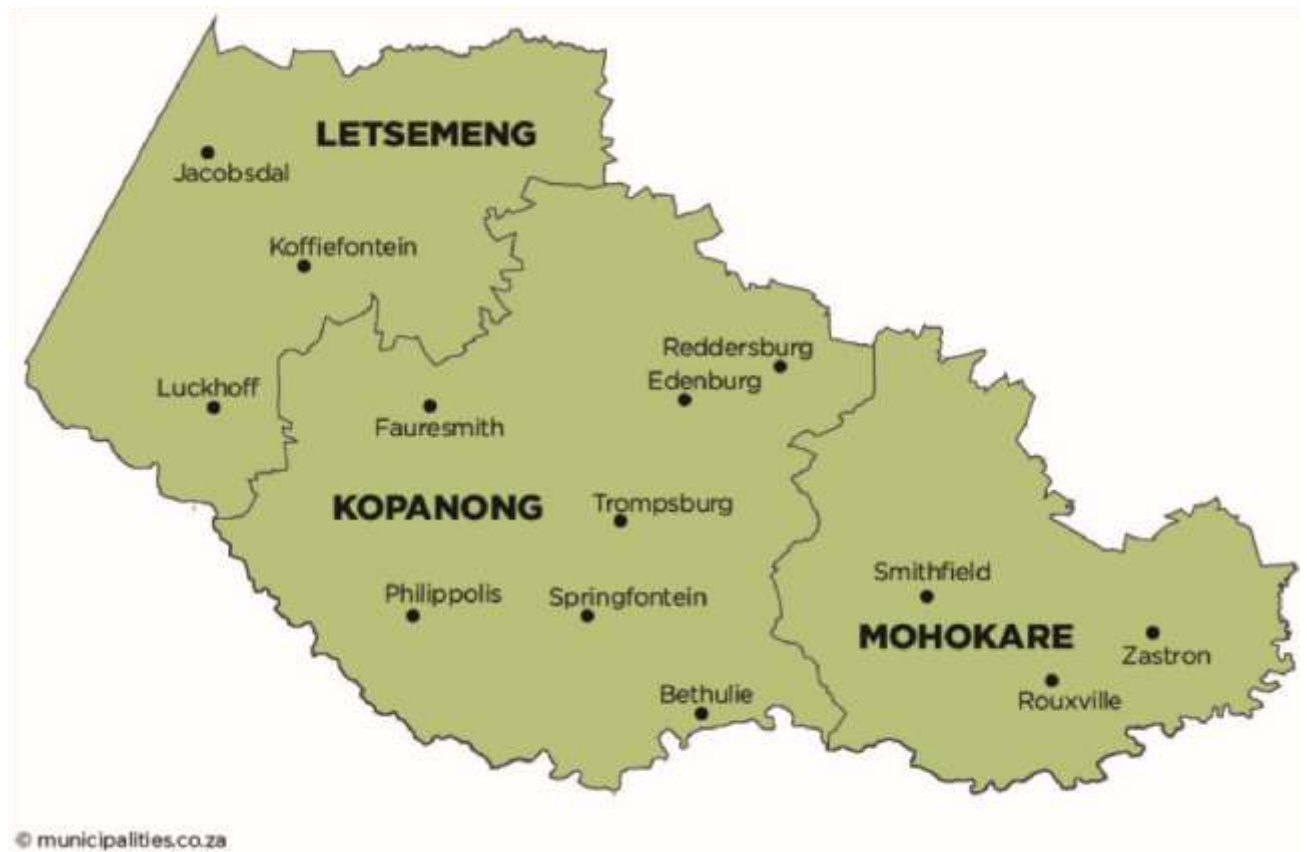 LETSEMENG
Jacobsdal
Koffiefontein
Reddersburg
Edenburg
Luckhoff
Fauresmith
KOPANONG
Trompsburg
Smithfield
Philippolis
Springfontein
MOHOKARE
Zastron
Bethulie
Rouxville
© municipalities.co.za